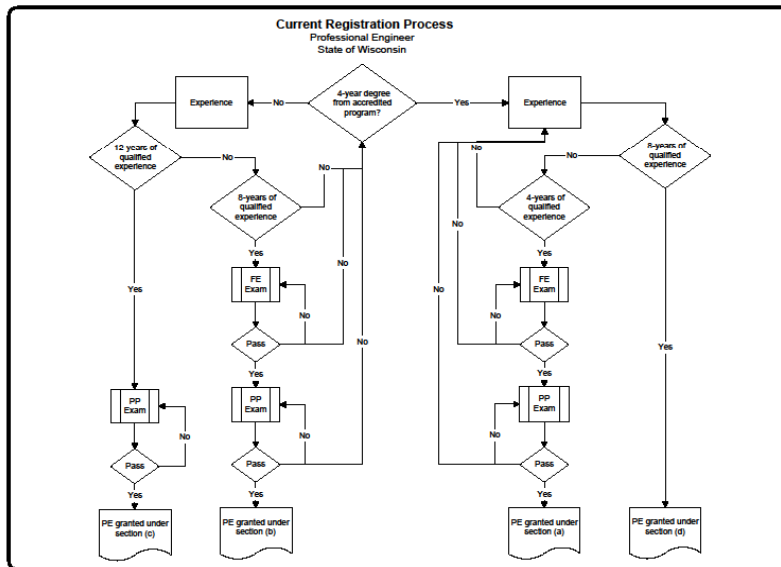 Current Registration Process
Professional Engineer
State of Wisconsin
4-year degree
from accredited
program?
Experience
No
Yes
Experience
12 years of
qualified
experience
No
8-years of
qualified
experience
No
No
4-years of
qualified
experience
No
8-years of
qualified
experience
Yes
Yes
No
No
No
Yes
FE
Exam
No
Pass
Yes
No
FE
Exam
No
Pass
Yes
Yes
PP
Exam
No
Pass
Yes
PP
Exam
No
Pass
Yes
PP
Exam
No
Pass
Yes
PE granted under
section (c)
PE granted under
section (b)
PE granted under
section (a)
PE granted under
section (d)